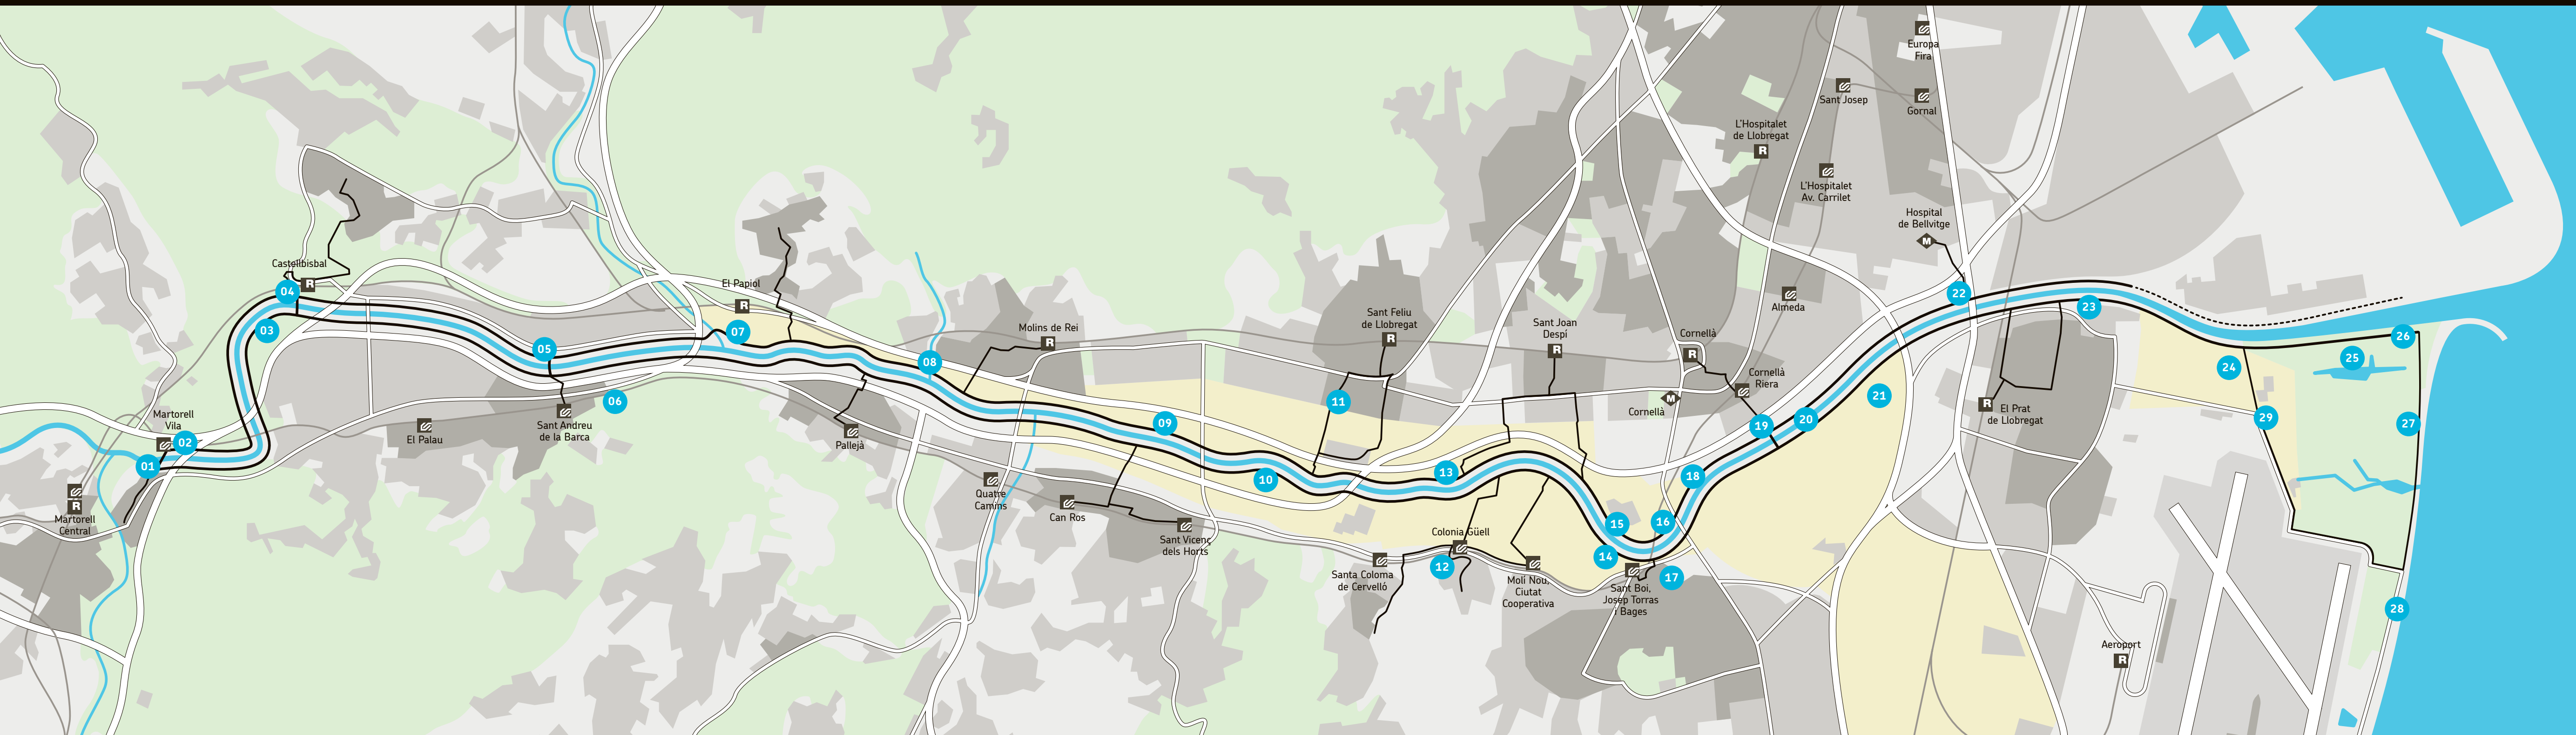 Europa
Fira
Sant Josep
Gornal
L'Hospitalet
de Llobregat
R
L'Hospitalet
Av. Carrilet
Hospital
de Bellvitge
M
Castellbisbal
R
04
03
El Papiol
R
07
05
06
Martorell
Vila
02
01
R
Martorell
Central
El Palau
Sant Andreu
de la Barca
Pallejà
08
Molins de Rei
R
09
10
Quatre
Camins
Can Ros
Sant Vicenç
dels Horts
Sant Feliu
de Llobregat
R
11
Sant Joan
Despí
R
13
Santa Coloma
de Cervelló
Colonia Güell
12
Molí Nou,
Ciutat
Cooperativa
14
15
16
17
Sant Boi,
Josep Torras
i Bages
18
Almeda
Cornellà
R
Cornellà
Riera
Cornellà
M
19
20
21
22
23
R
El Prat
de Llobregat
24
25
26
27
28
29
Aeroport
R